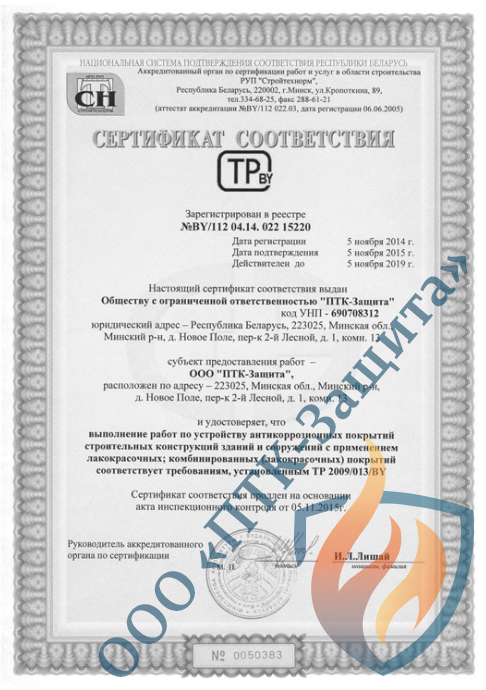 НАЦИОНАЛЬНАЯ СИСТЕМА ПОДТВЕРЖДЕНИЯ СООТВЕТСТВИЯ РЕСПУБЛИКИ БЕЛАРУСЬ
Аккредитованный орган по сертификации работ и услуг в области строительства
РУП "Стройтехнорм",
Республика Беларусь, 220002, г.Минск, ул.Кропоткина, 89,
тел.334-68-25, факс 288-61-21
(аттестат аккредитации №BY/112 022.03, дата регистрации 06.06.2005)
СН
СЕРТИФИКАТ СООТВЕТСТВИЯ
ТР BY
Зарегистрирован в реестре
№BY/112 04.14. 022 15220
Дата регистрации 5 ноября 2014 г.
Дата подтверждения 5 ноября 2015 г.
Действителен до 5 ноября 2019 г.
Настоящий сертификат соответствия выдан
Обществу с ограниченной ответственностью "ПТК-Защита"
код УНП - 690708312
юридический адрес – Республика Беларусь, 223025, Минская обл.,
Минский р-н, д. Новое Поле, пер-к 2-й Лесной, д. 1, комн. 13
субъект предоставления работ –
ООО "ПТК-Защита",
расположен по адресу – 223025, Минская обл., Минский р-н,
д. Новое Поле, пер-к 2-й Лесной, д. 1, комн. 13
и удостоверяет, что
выполнение работ по устройству антикоррозионных покрытий
строительных конструкций зданий и сооружений с применением
лакокрасочных; комбинированных (лакокрасочных) покрытий
соответствует требованиям, установленным ТР 2009/013/BY
Сертификат соответствия продлен на основании
акта инспекционного контроля от 05.11.2015г.
Руководитель аккредитованного
органа по сертификации
М. П.
подпись
И.Л.Лишай
инициалы, фамилия
№ 0050383
ООО «ПТК-Защита»